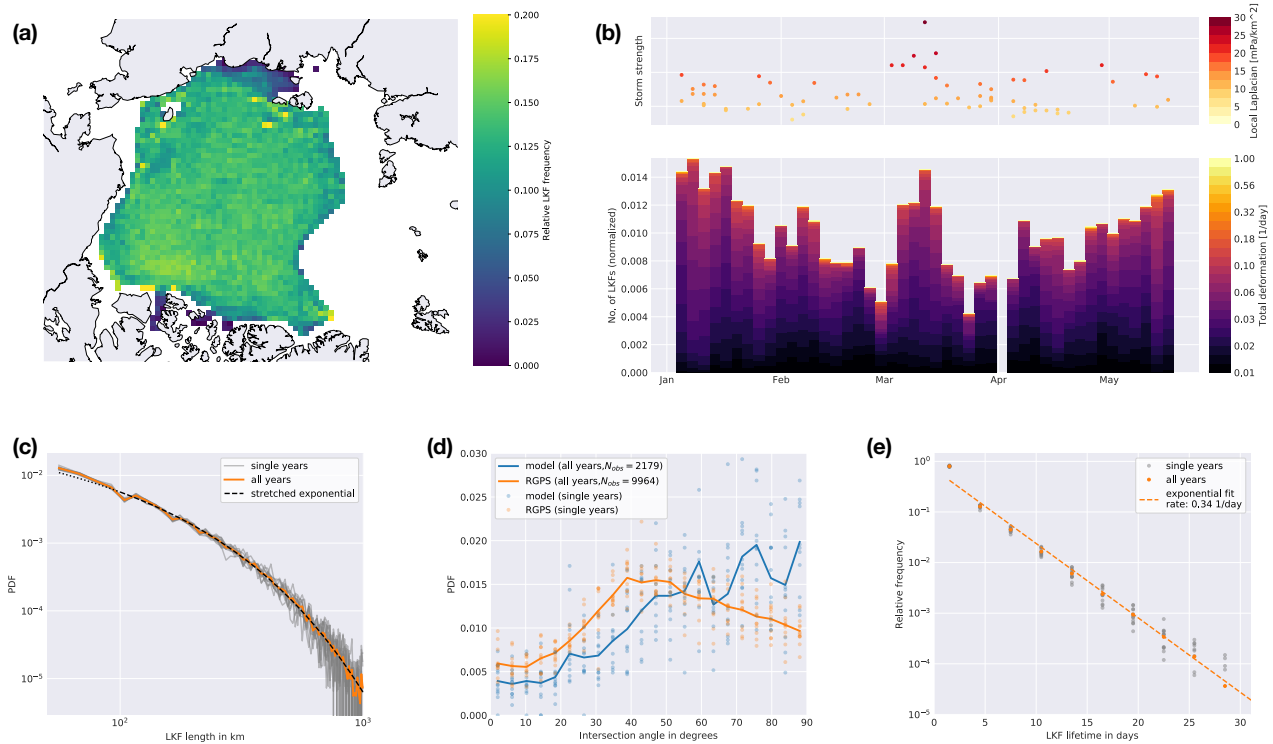 (a)
0,200
0,175
0,150
0,125
0,100
0,075
0,050
0,025
0,000
Relative LKF frequency
(b)
Storm strength
30
25
20
15
10
5
0
Local Laplacian [mPa/km^2]
No. of LKFs (normalized)
0,014
0,012
0,010
0,008
0,006
0,004
0,002
0,000
Jan
Feb
Mar
Apr
May
1.00
0,56
0,32
0,18
0,10
0,06
0,03
0,02
0,01
Total deformation [1/day]
(c)
single years
all years
stretched exponential
PDF
10⁻²
10⁻³
10⁻⁴
10⁻⁵
10²
10³
LKF length in km
(d)
model (all years,N_obs = 2179)
RGPS (all years,N_obs = 9964)
model (single years)
RGPS (single years)
PDF
0,030
0,025
0,020
0,015
0,010
0,005
0,000
0
10
20
30
40
50
60
70
80
90
Intersection angle in degrees
(e)
single years
all years
exponential fit
rate: 0,34 1/day
Relative frequency
10⁰
10⁻¹
10⁻²
10⁻³
10⁻⁴
10⁻⁵
0
5
10
15
20
25
30
LKF lifetime in days